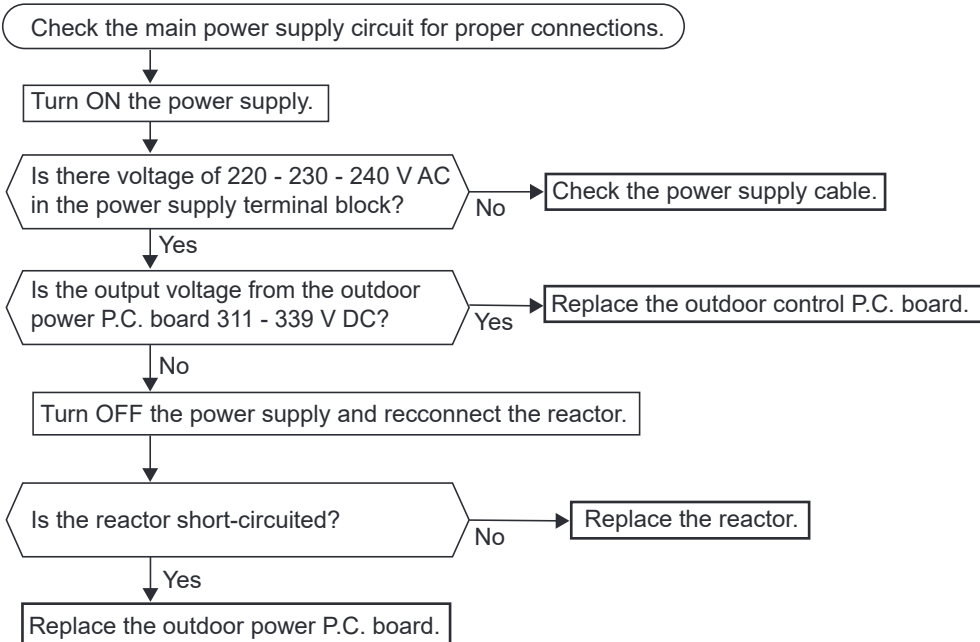 Check the main power supply circuit for proper connections.
Turn ON the power supply.
Is there voltage of 220 - 230 - 240 V AC
in the power supply terminal block?
No
Check the power supply cable.
Yes
Is the output voltage from the outdoor
power P.C. board 311 - 339 V DC?
Yes
Replace the outdoor control P.C. board.
No
Turn OFF the power supply and recconnect the reactor.
Is the reactor short-circuited?
No
Replace the reactor.
Yes
Replace the outdoor power P.C. board.